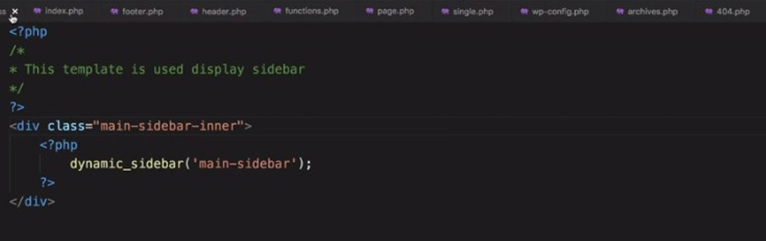 index.php footer.php header.php functions.php page.php single.php wp-config.php archives.php 404.php
<?php
/*
* This template is used display sidebar
*/
?>
<div class="main-sidebar-inner">
<?php
dynamic_sidebar('main-sidebar');
?>
</div>